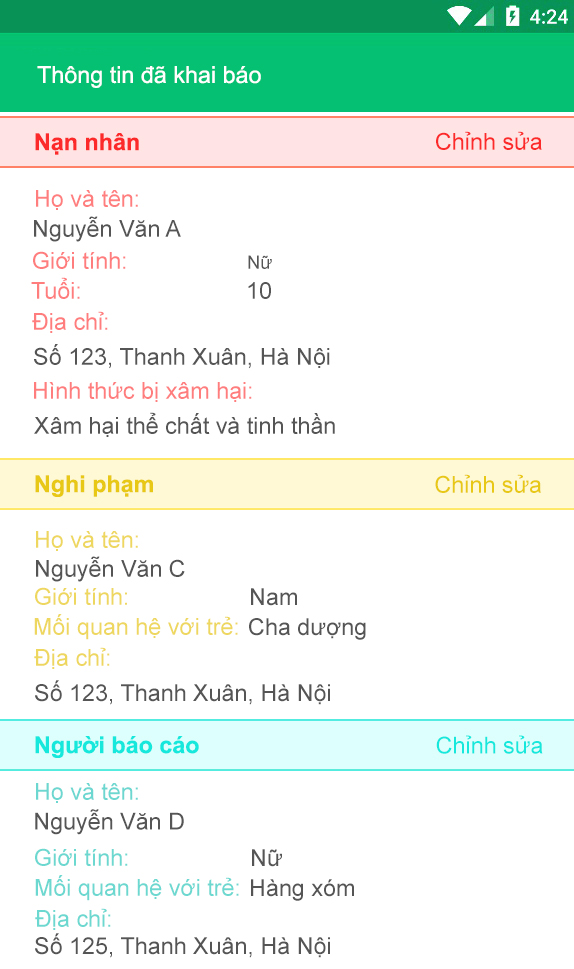 4:24
Thông tin đã khai báo
Nạn nhân Chỉnh sửa
Họ và tên:
Nguyễn Văn A
Giới tính: Nữ
Tuổi: 10
Địa chỉ:
Số 123, Thanh Xuân, Hà Nội
Hình thức bị xâm hại:
Xâm hại thể chất và tinh thần
Nghi phạm Chỉnh sửa
Họ và tên:
Nguyễn Văn C
Giới tính: Nam
Mối quan hệ với trẻ: Cha dượng
Địa chỉ:
Số 123, Thanh Xuân, Hà Nội
Người báo cáo Chỉnh sửa
Họ và tên:
Nguyễn Văn D
Giới tính: Nữ
Mối quan hệ với trẻ: Hàng xóm
Địa chỉ:
Số 125, Thanh Xuân, Hà Nội